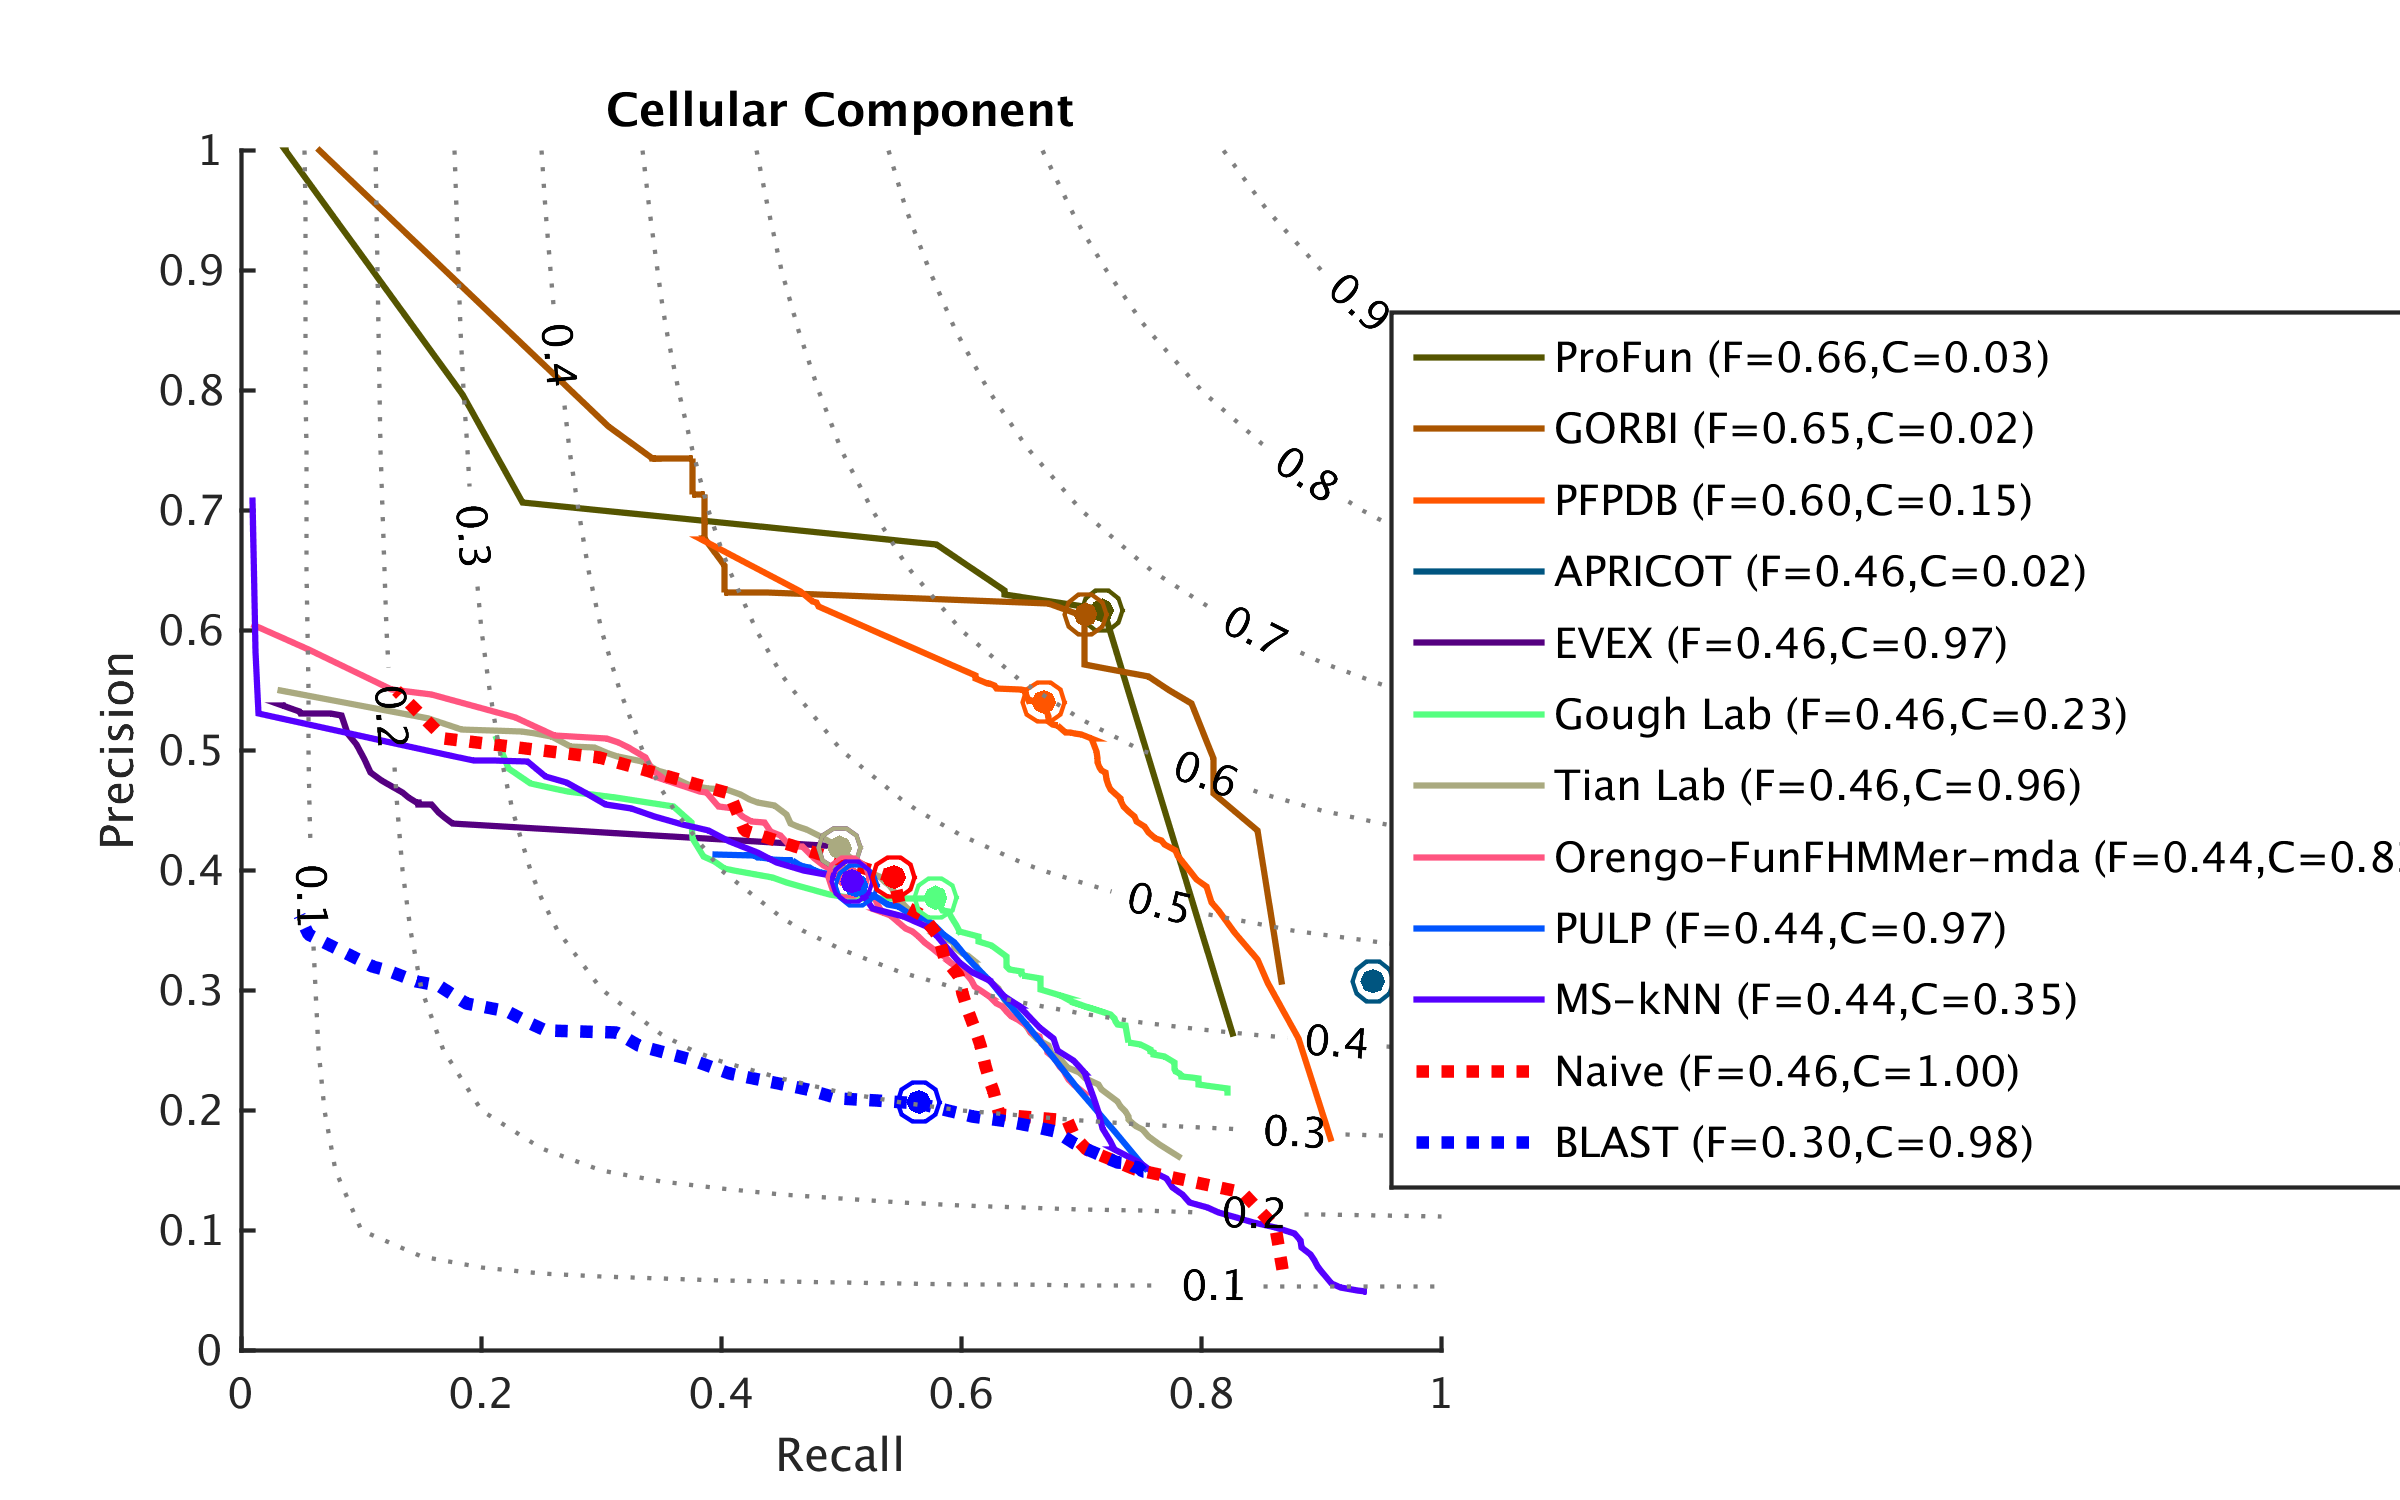 Cellular Component
1
0.9
0.8
0.7
0.6
0.5
0.4
0.3
0.2
0.1
0
Precision
0
0.2
0.4
0.6
0.8
1
Recall
0.4
0.3
0.2
0.1
0.9
0.8
0.7
0.6
0.5
0.4
0.3
0.2
0.1
ProFun (F=0.66,C=0.03)
GORBI (F=0.65,C=0.02)
PFPDB (F=0.60,C=0.15)
APRICOT (F=0.46,C=0.02)
EVEX (F=0.46,C=0.97)
Gough Lab (F=0.46,C=0.23)
Tian Lab (F=0.46,C=0.96)
Orengo-FunFHMMer-mda (F=0.44,C=0.8
PULP (F=0.44,C=0.97)
MS-kNN (F=0.44,C=0.35)
Naive (F=0.46,C=1.00)
BLAST (F=0.30,C=0.98)